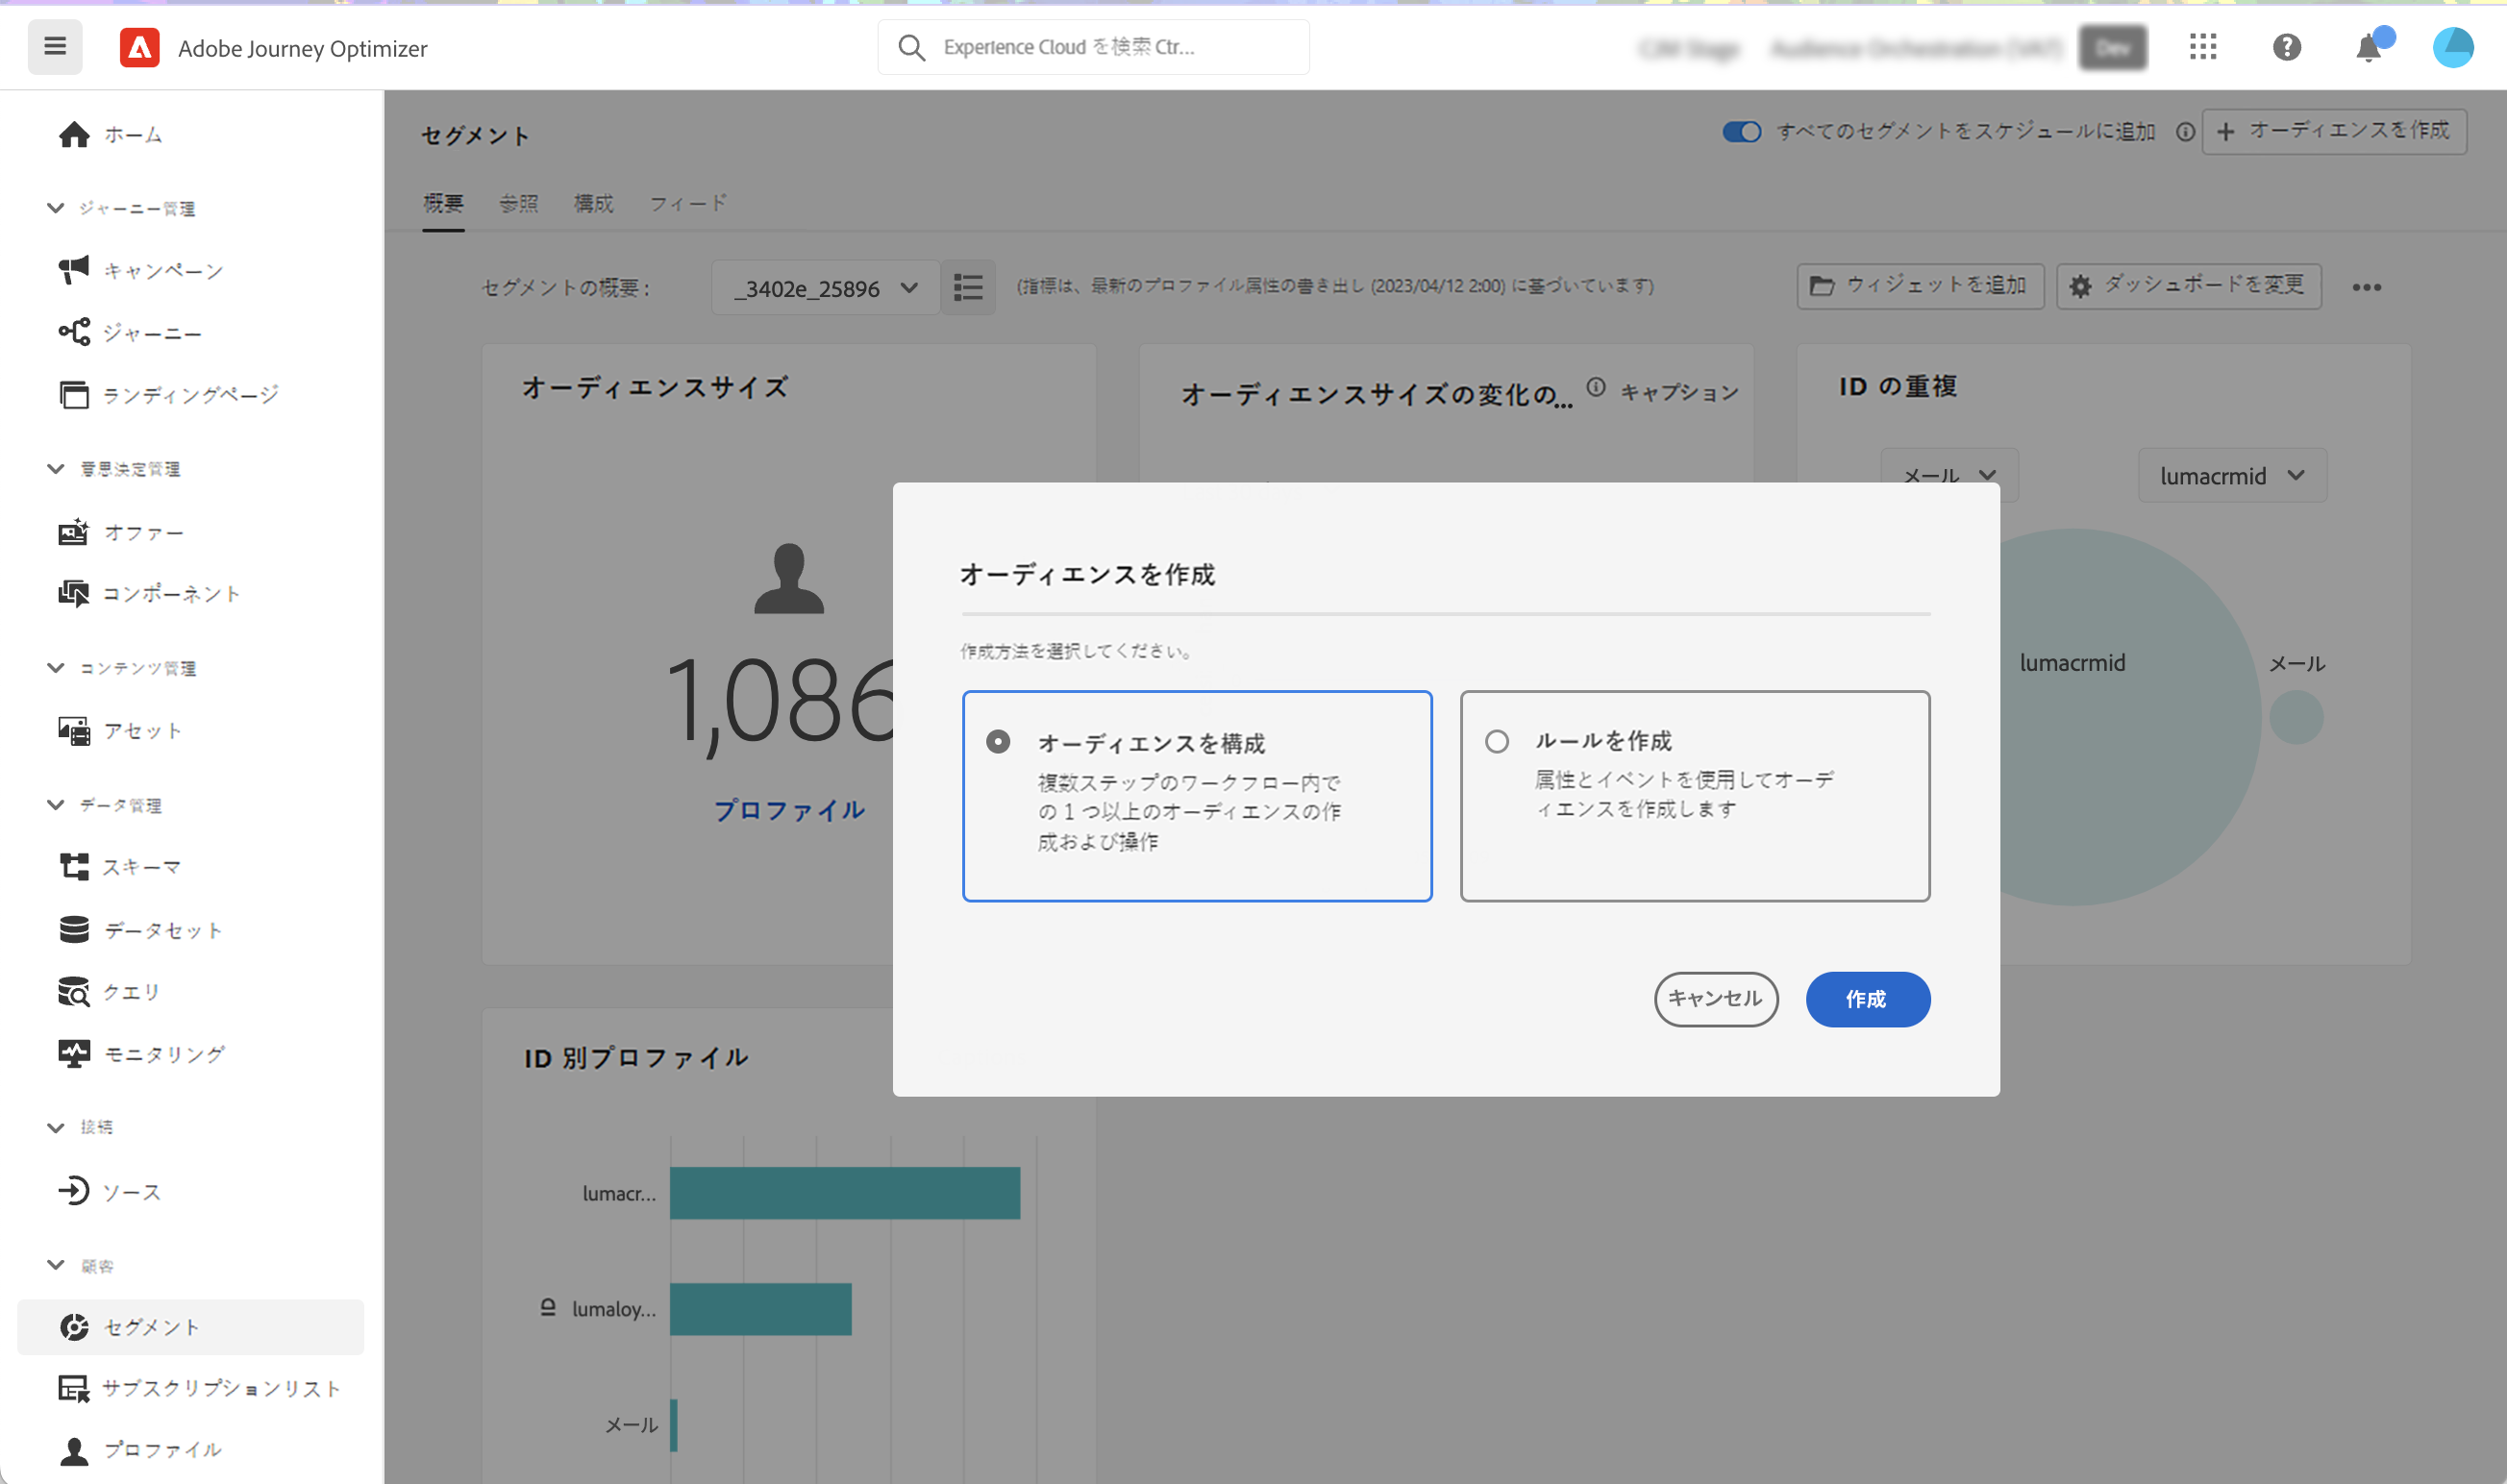 Adobe Journey Optimizer
Experience Cloud を検索 Ctr...
ホーム
ジャーニー管理
キャンペーン
ジャーニー
ランディングページ
意思決定管理
オファー
コンポーネント
コンテンツ管理
アセット
データ管理
スキーマ
データセット
クエリ
モニタリング
接続
ソース
顧客
セグメント
サブスクリプションリスト
プロファイル
セグメント
すべてのセグメントをスケジュールに追加
オーディエンスを作成
概要 参照 構成 フィード
セグメントの概要 :
_3402e_25896
(指標は、最新のプロファイル属性の書き出し (2023/04/12 2:00) に基づいています)
ウィジェットを追加
ダッシュボードを変更
オーディエンスサイズ
1,086
プロファイル
オーディエンスサイズの変化の...
キャプション
ID の重複
メール
lumacrmid
lumacrmid
メール
オーディエンスを作成
作成方法を選択してください。
オーディエンスを構成
複数ステップのワークフロー内で
の 1 つ以上のオーディエンスの作
成および操作
ルールを作成
属性とイベントを使用してオーデ
ィエンスを作成します
キャンセル
作成
ID 別プロファイル
lumacr...
ID
lumaloy...
メール